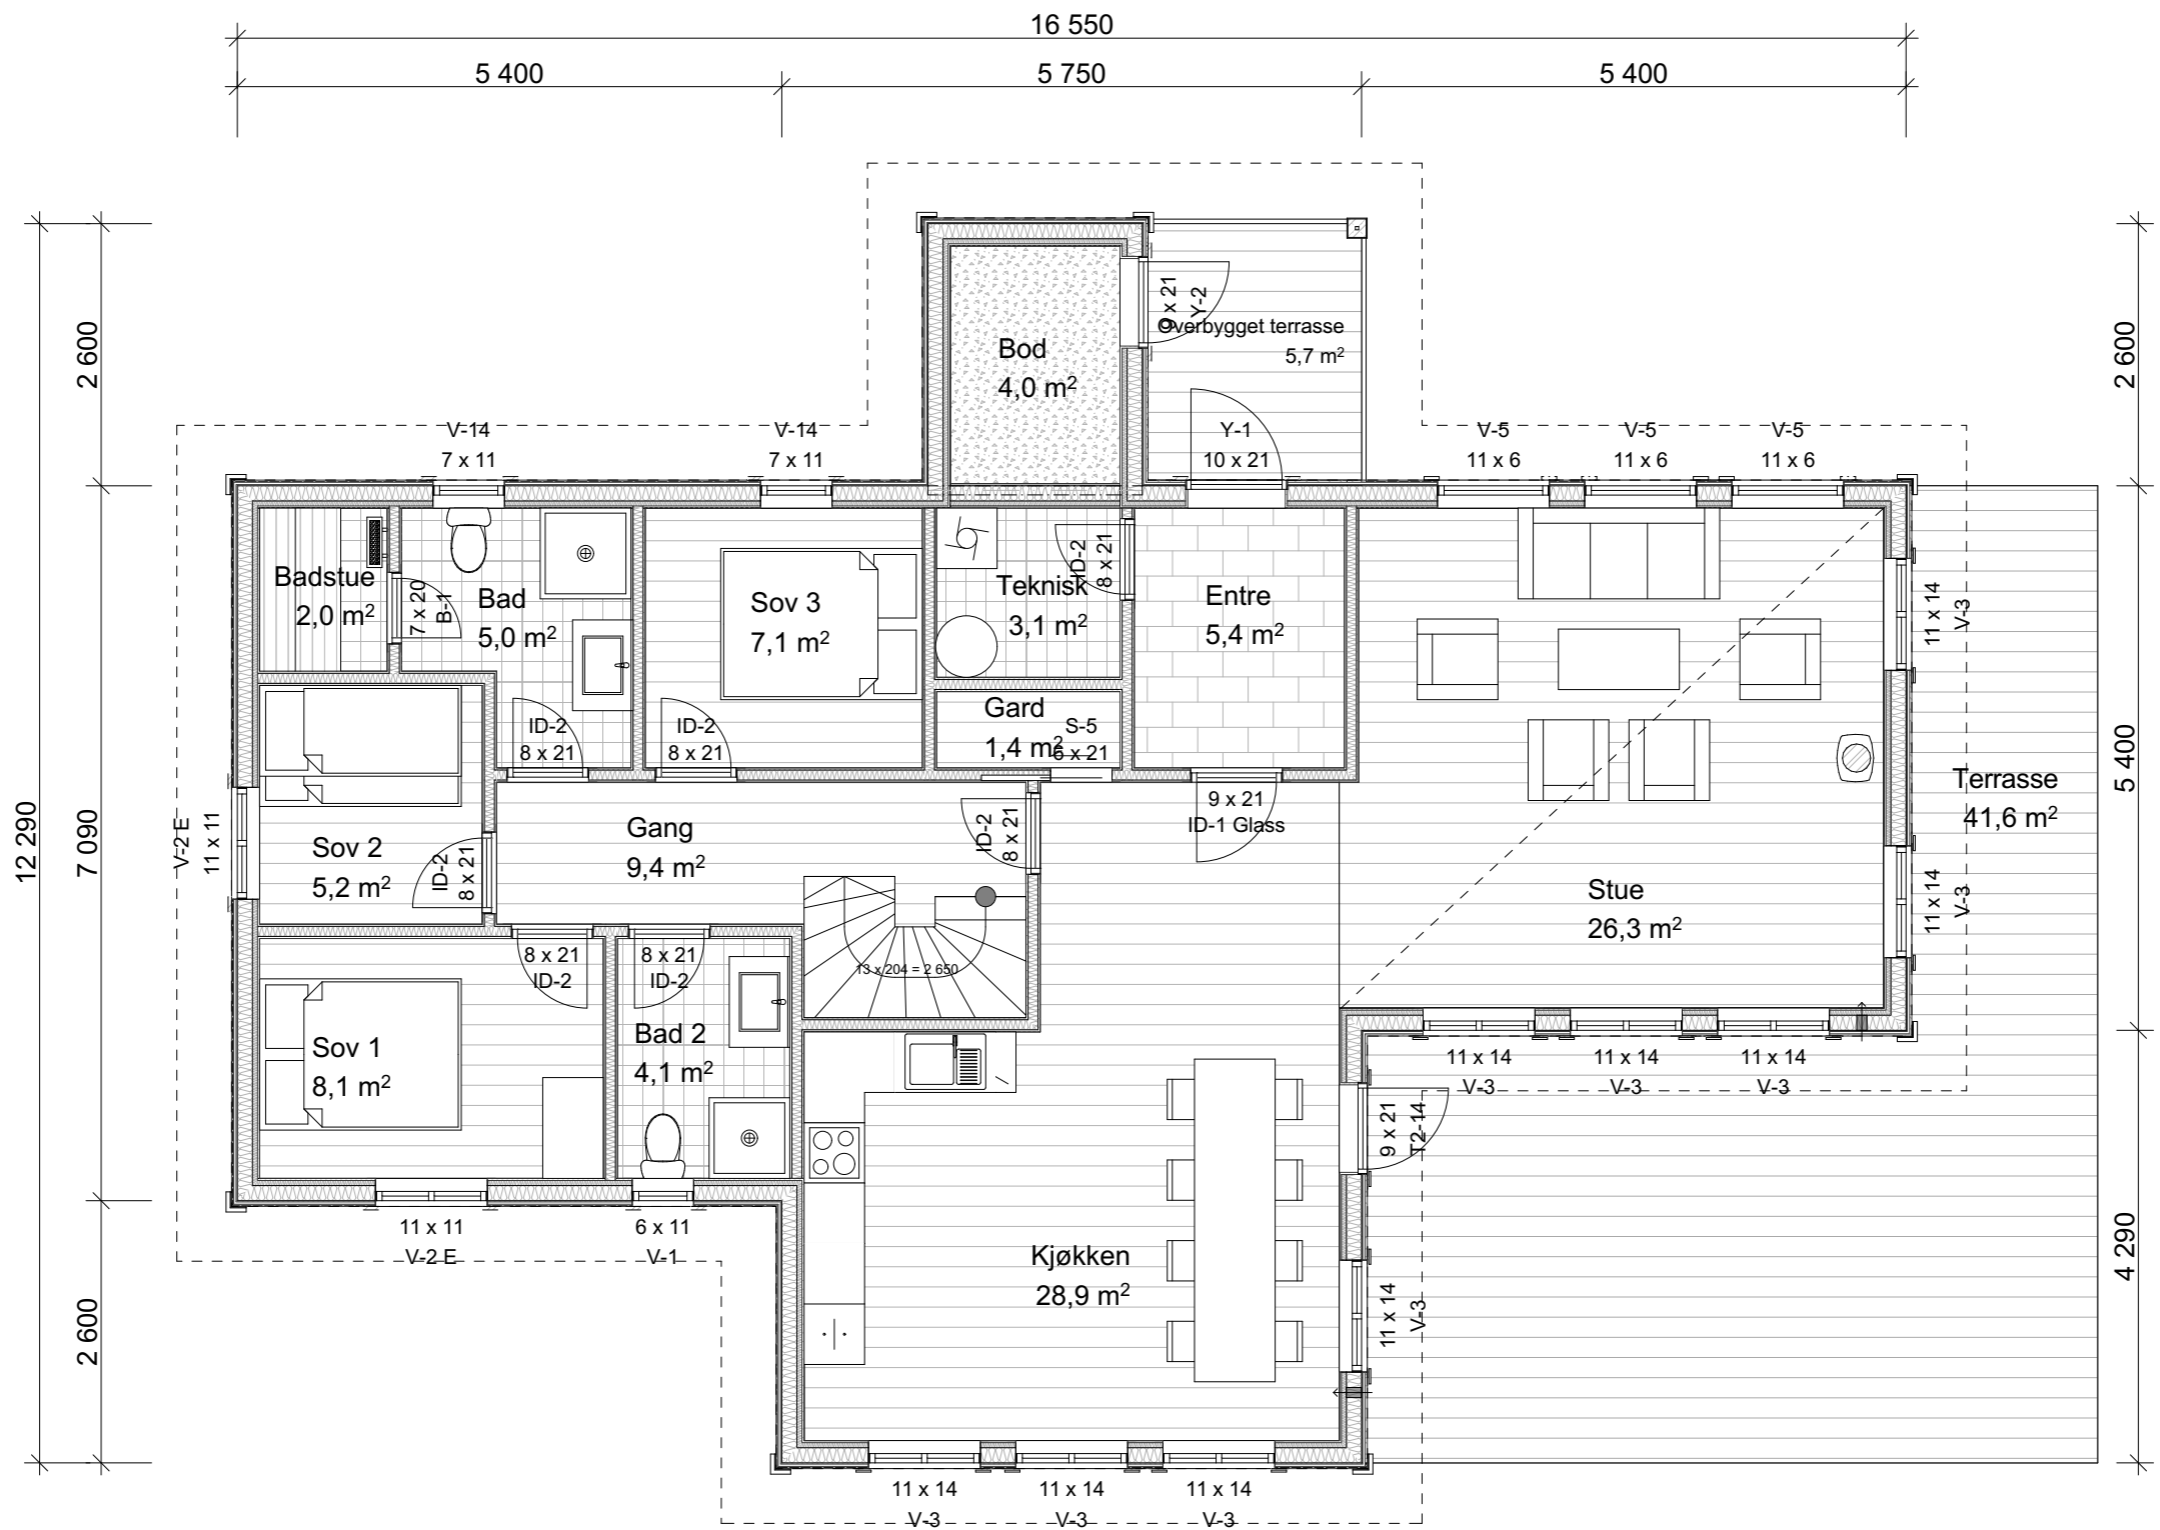 16 550
5 400
5 750
5 400
12 290
2 600
7 090
2 600
2 600
5 400
4 290
V-14
7 x 11
V-14
7 x 11
Bod
4,0 m²
9 x 21
Y-2
Overbygget terrasse
5,7 m²
Y-1
10 x 21
V-5
11 x 6
V-5
11 x 6
V-5
11 x 6
Badstue
2,0 m²
7 x 20
B-1
Bad
5,0 m²
Sov 3
7,1 m²
Teknisk
3,1 m²
ID-2
8 x 21
Entre
5,4 m²
11 x 14
V-3
ID-2
8 x 21
ID-2
8 x 21
Gard
1,4 m²
S-5
6 x 21
9 x 21
ID-1 Glass
Terrasse
41,6 m²
V-2 E
11 x 11
Sov 2
5,2 m²
ID-2
8 x 21
Gang
9,4 m²
ID-2
8 x 21
Stue
26,3 m²
11 x 14
V-3
8 x 21
ID-2
8 x 21
ID-2
13 x 204 = 2 650
Sov 1
8,1 m²
Bad 2
4,1 m²
11 x 14
V-3
11 x 14
V-3
11 x 14
V-3
9 x 21
T2-14
11 x 11
V-2 E
6 x 11
V-1
Kjøkken
28,9 m²
11 x 14
V-3
11 x 14
V-3
11 x 14
V-3
11 x 14
V-3